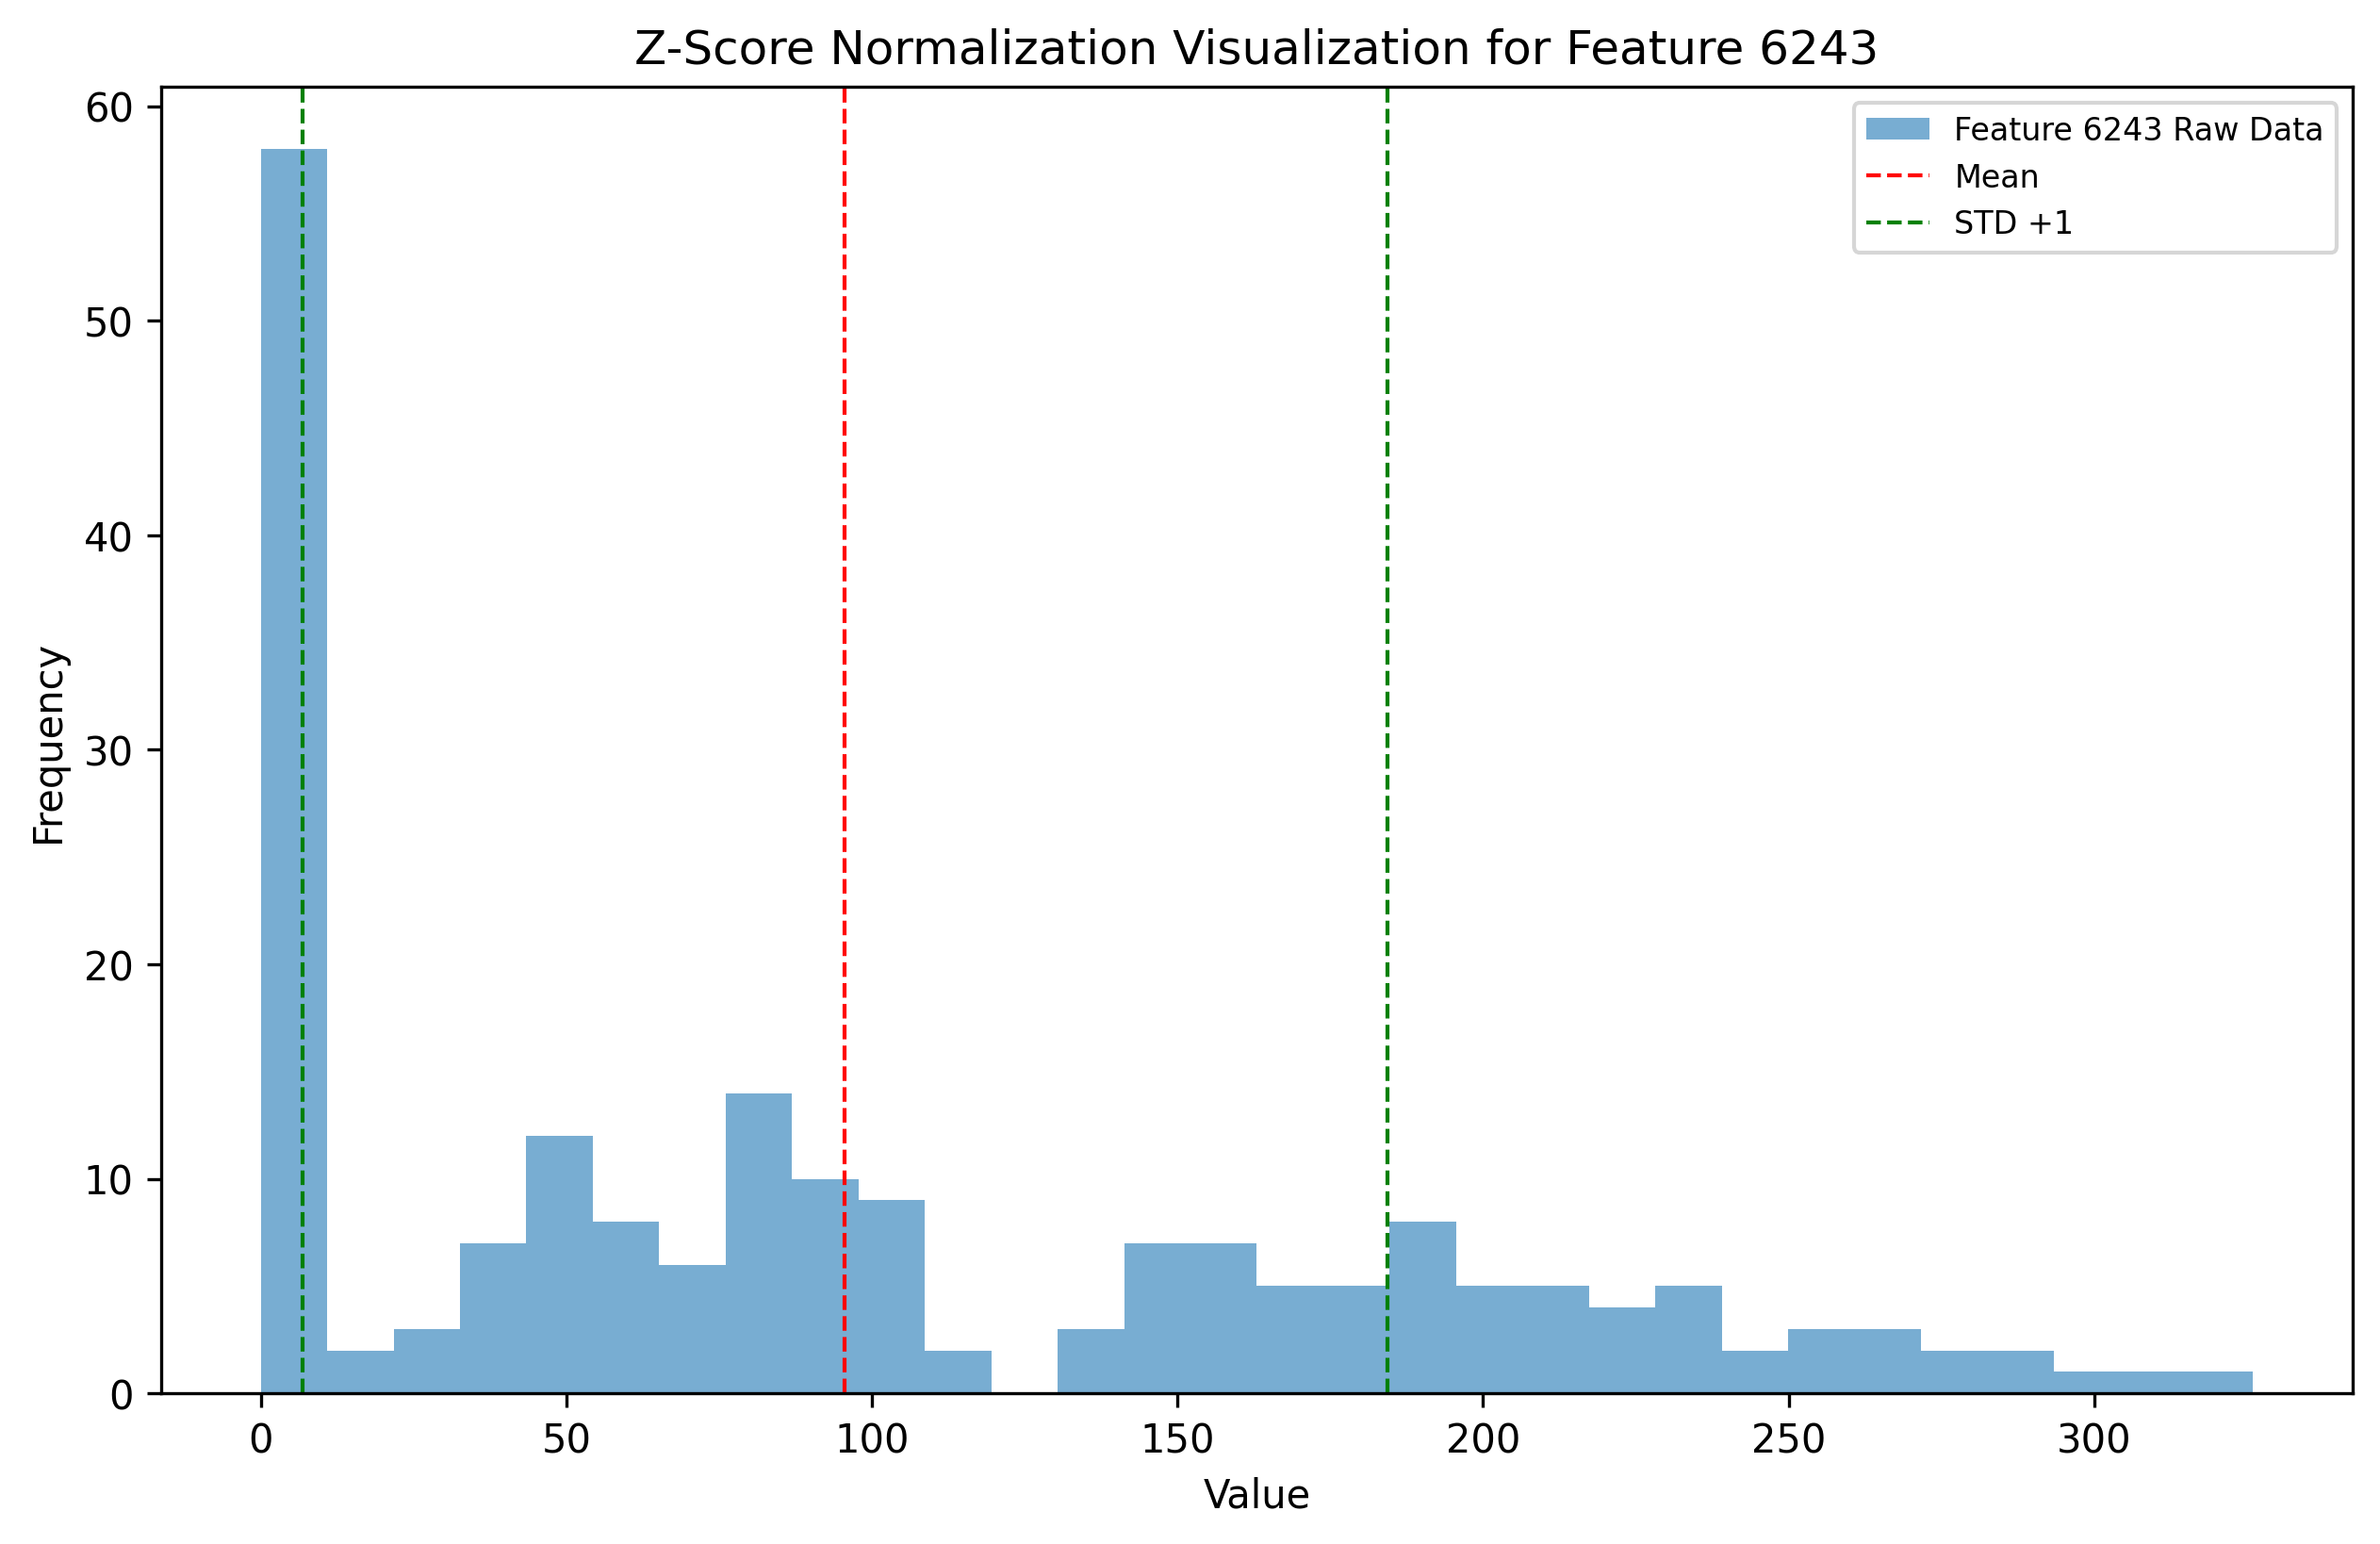 Z-Score Normalization Visualization for Feature 6243
Feature 6243 Raw Data
Mean
STD +1
60
50
40
30
20
10
0
Frequency
0 50 100 150 200 250 300
Value